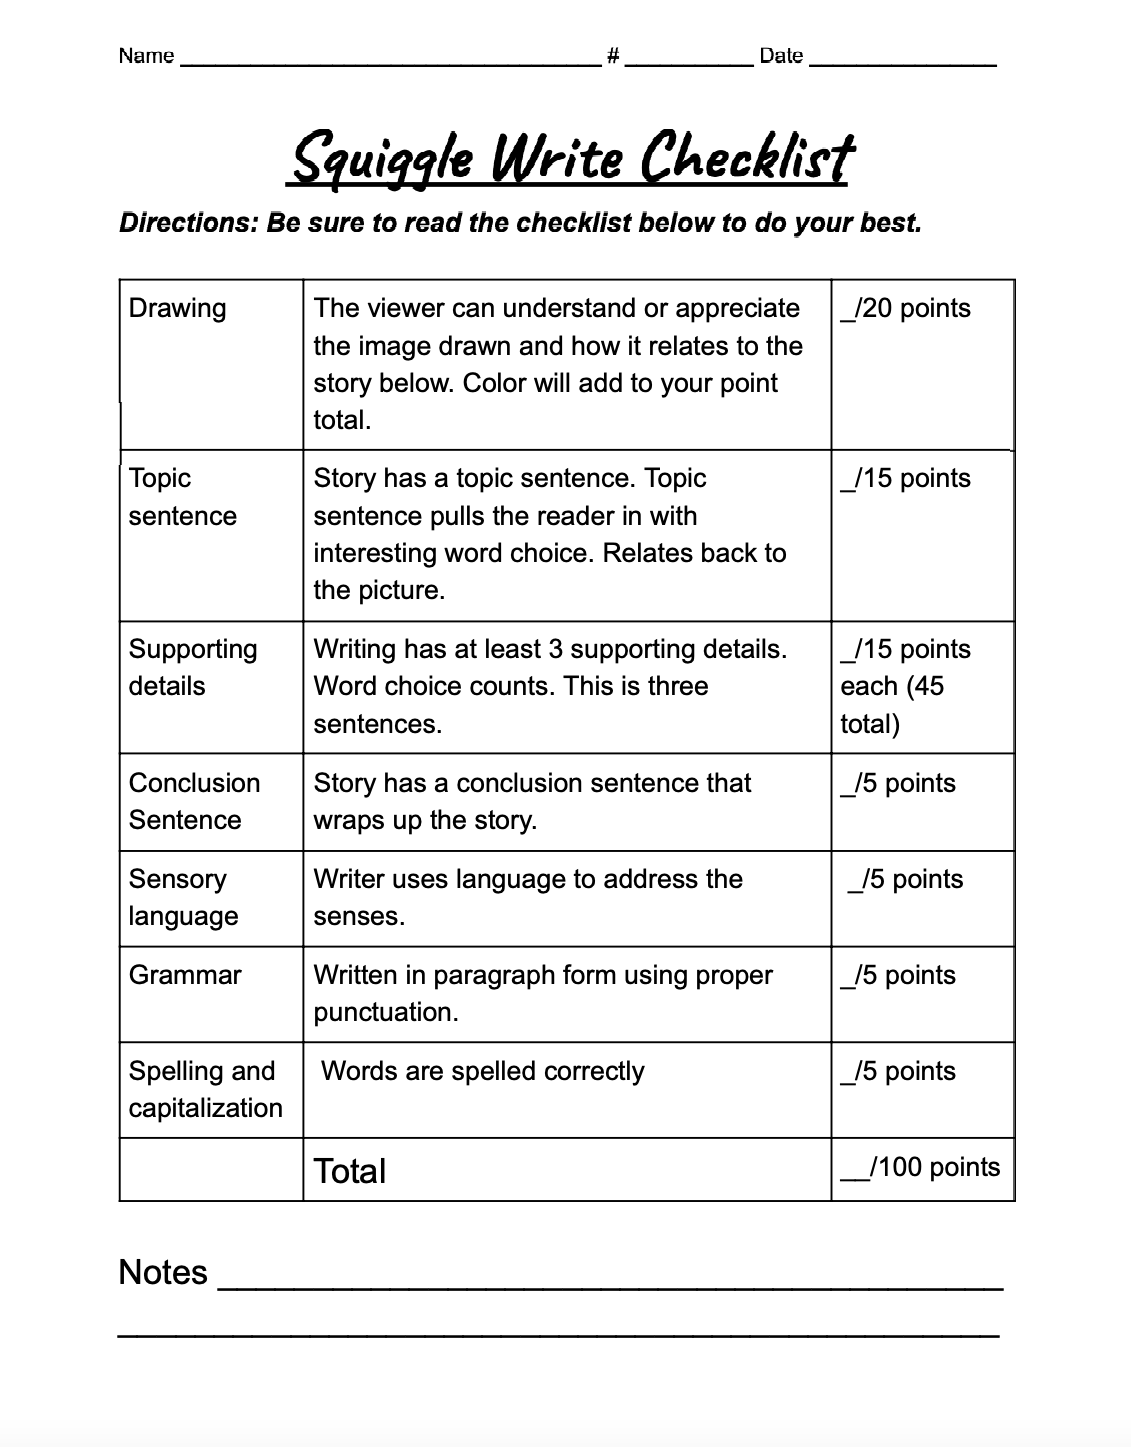 Name ______________________________ # _________ Date _____________
Squiggle Write Checklist
Directions: Be sure to read the checklist below to do your best.
Drawing
The viewer can understand or appreciate
the image drawn and how it relates to the
story below. Color will add to your point
total.
_/20 points
Topic
sentence
Story has a topic sentence. Topic
sentence pulls the reader in with
interesting word choice. Relates back to
the picture.
_/15 points
Supporting
details
Writing has at least 3 supporting details.
Word choice counts. This is three
sentences.
_/15 points
each (45
total)
Conclusion
Sentence
Story has a conclusion sentence that
wraps up the story.
_/5 points
Sensory
language
Writer uses language to address the
senses.
_/5 points
Grammar
Written in paragraph form using proper
punctuation.
_/5 points
Spelling and
capitalization
Words are spelled correctly
_/5 points
Total
__/100 points
Notes ________________________________________
_____________________________________________